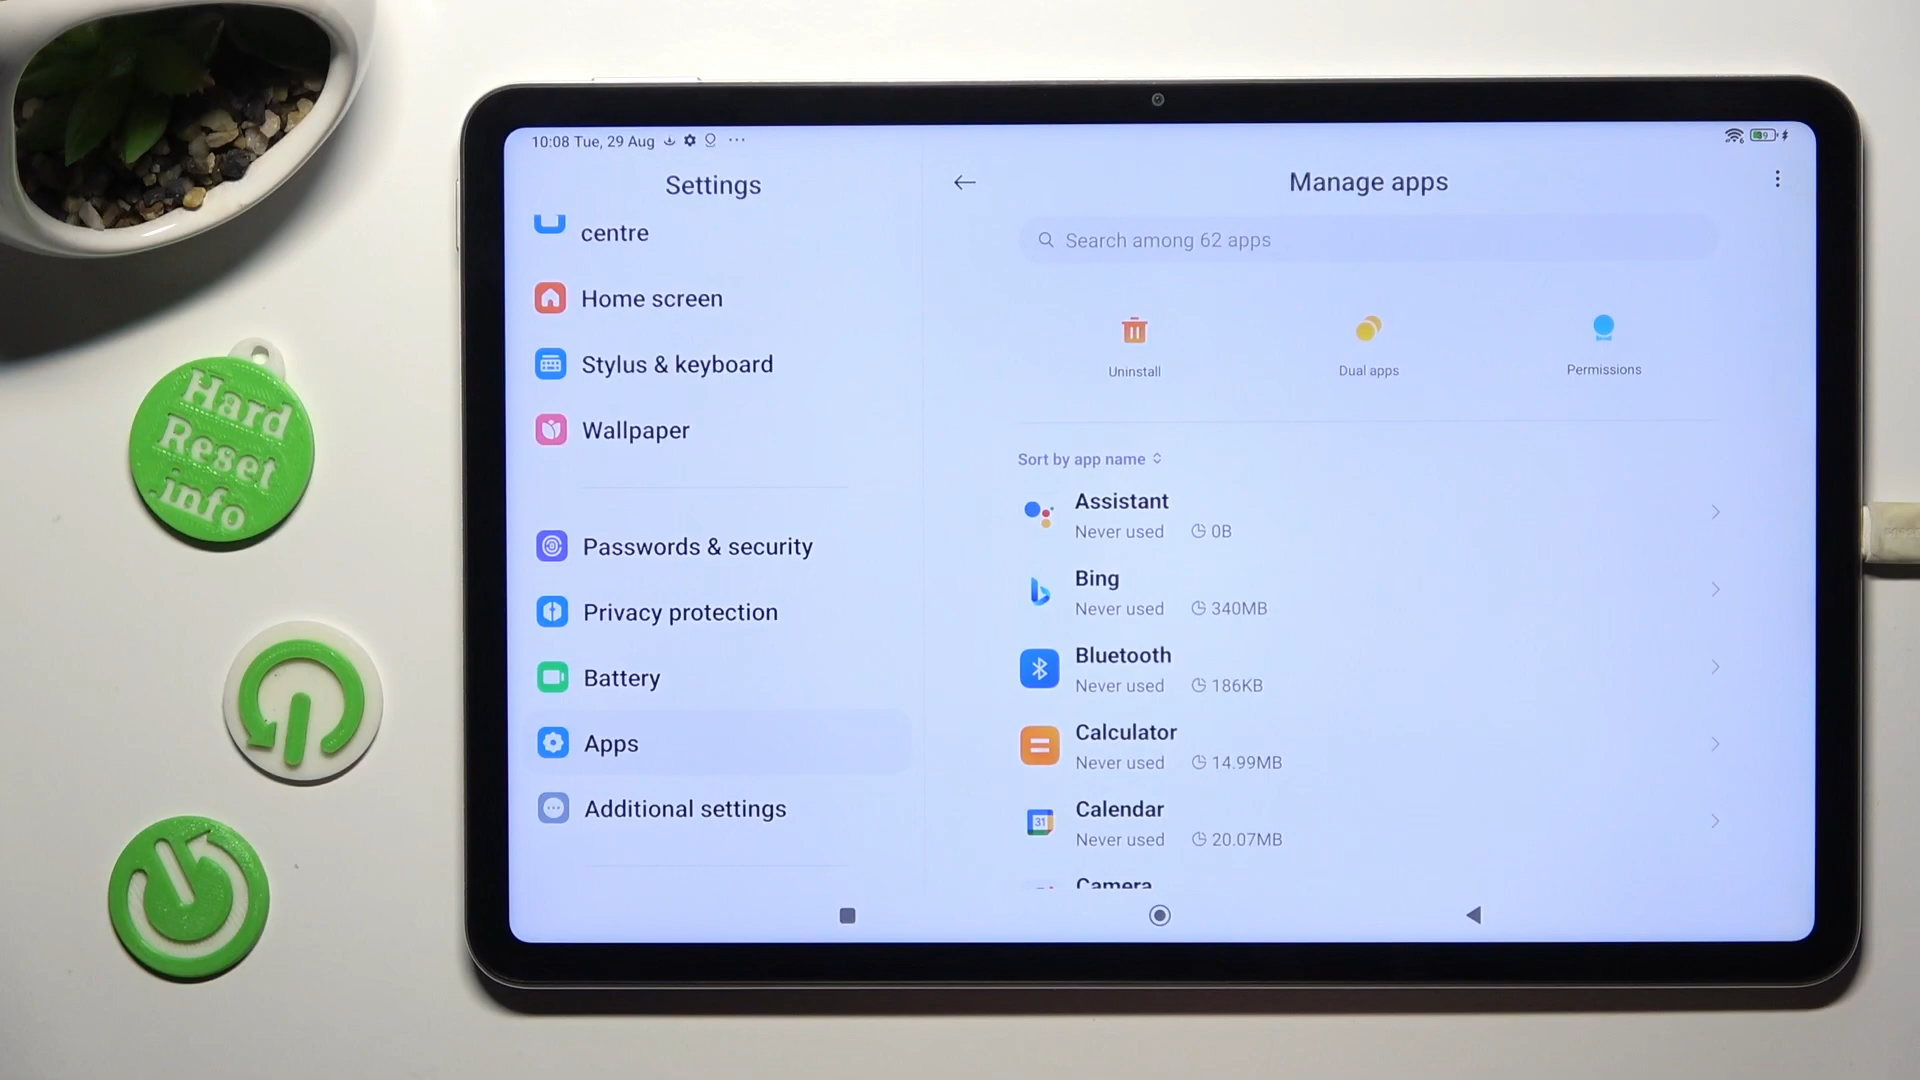 10:08 Tue, 29 Aug
39
Settings
centre
Home screen
Stylus & keyboard
Wallpaper
Passwords & security
Privacy protection
Battery
Apps
Additional settings
Manage apps
Search among 62 apps
Uninstall
Dual apps
Permissions
Sort by app name
Assistant
Never used 0B
Bing
Never used 340MB
Bluetooth
Never used 186KB
Calculator
Never used 14.99MB
31
Calendar
Never used 20.07MB
Camera
Hard
Reset
.info